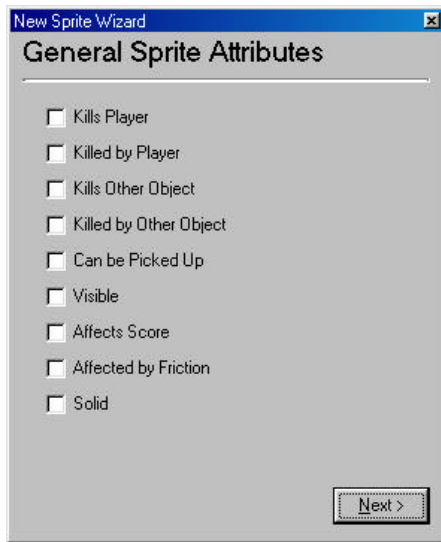 New Sprite Wizard
General Sprite Attributes
Kills Player
Killed by Player
Kills Other Object
Killed by Other Object
Can be Picked Up
Visible
Affects Score
Affected by Friction
Solid
Next >